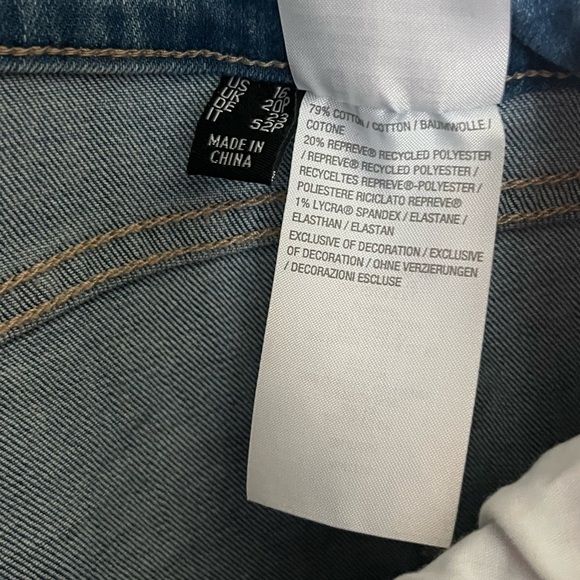 US 16
UK 20P
DE 23
IT 52P
MADE IN
CHINA
79% COTTON / COTTON / BAUMWOLLE /
COTONE
20% REPREVE® RECYCLED POLYESTER
/ REPREVE® RECYCLED POLYESTER /
RECYCELTES REPREVE®-POLYESTER /
POLIESTERE RICICLATO REPREVE®
1% LYCRA® SPANDEX / ELASTANE /
ELASTHAN / ELASTAN
EXCLUSIVE OF DECORATION / EXCLUSIVE
OF DECORATION / OHNE VERZIERUNGEN
/ DECORAZIONI ESCLUSE